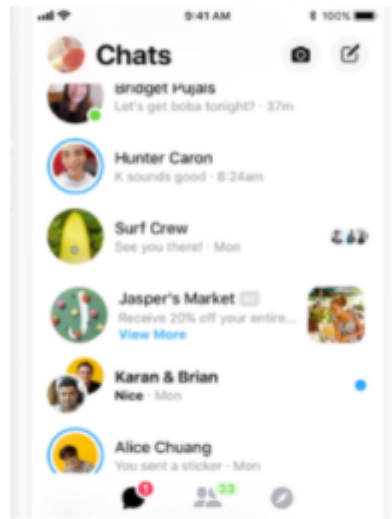 9:41 AM
100%
Chats
Bridget Pujals
Let's get boba tonight? · 37m
Hunter Caron
K sounds good · 8:24am
Surf Crew
See you there! · Mon
Jasper's Market Ad
Receive 20% off your entire...
View More
Karan & Brian
Nice · Mon
Alice Chuang
You sent a sticker · Mon
1
33